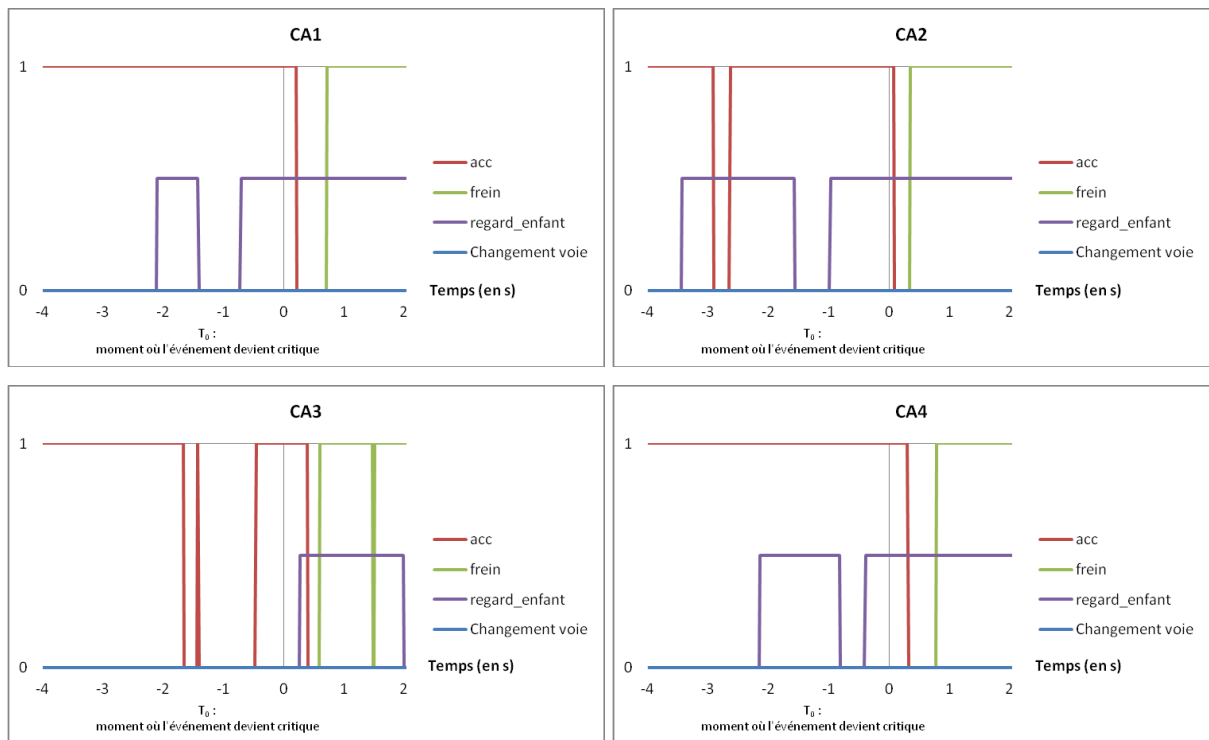 CA1
1
acc
frein
regard_enfant
Changement voie
0
Temps (en s)
-4 -3 -2 -1 0 1 2
T₀ :
moment où l'événement devient critique
CA2
1
acc
frein
regard_enfant
Changement voie
0
Temps (en s)
-4 -3 -2 -1 0 1 2
T₀ :
moment où l'événement devient critique
CA3
1
acc
frein
regard_enfant
Changement voie
0
Temps (en s)
-4 -3 -2 -1 0 1 2
T₀ :
moment où l'événement devient critique
CA4
1
acc
frein
regard_enfant
Changement voie
0
Temps (en s)
-4 -3 -2 -1 0 1 2
T₀ :
moment où l'événement devient critique